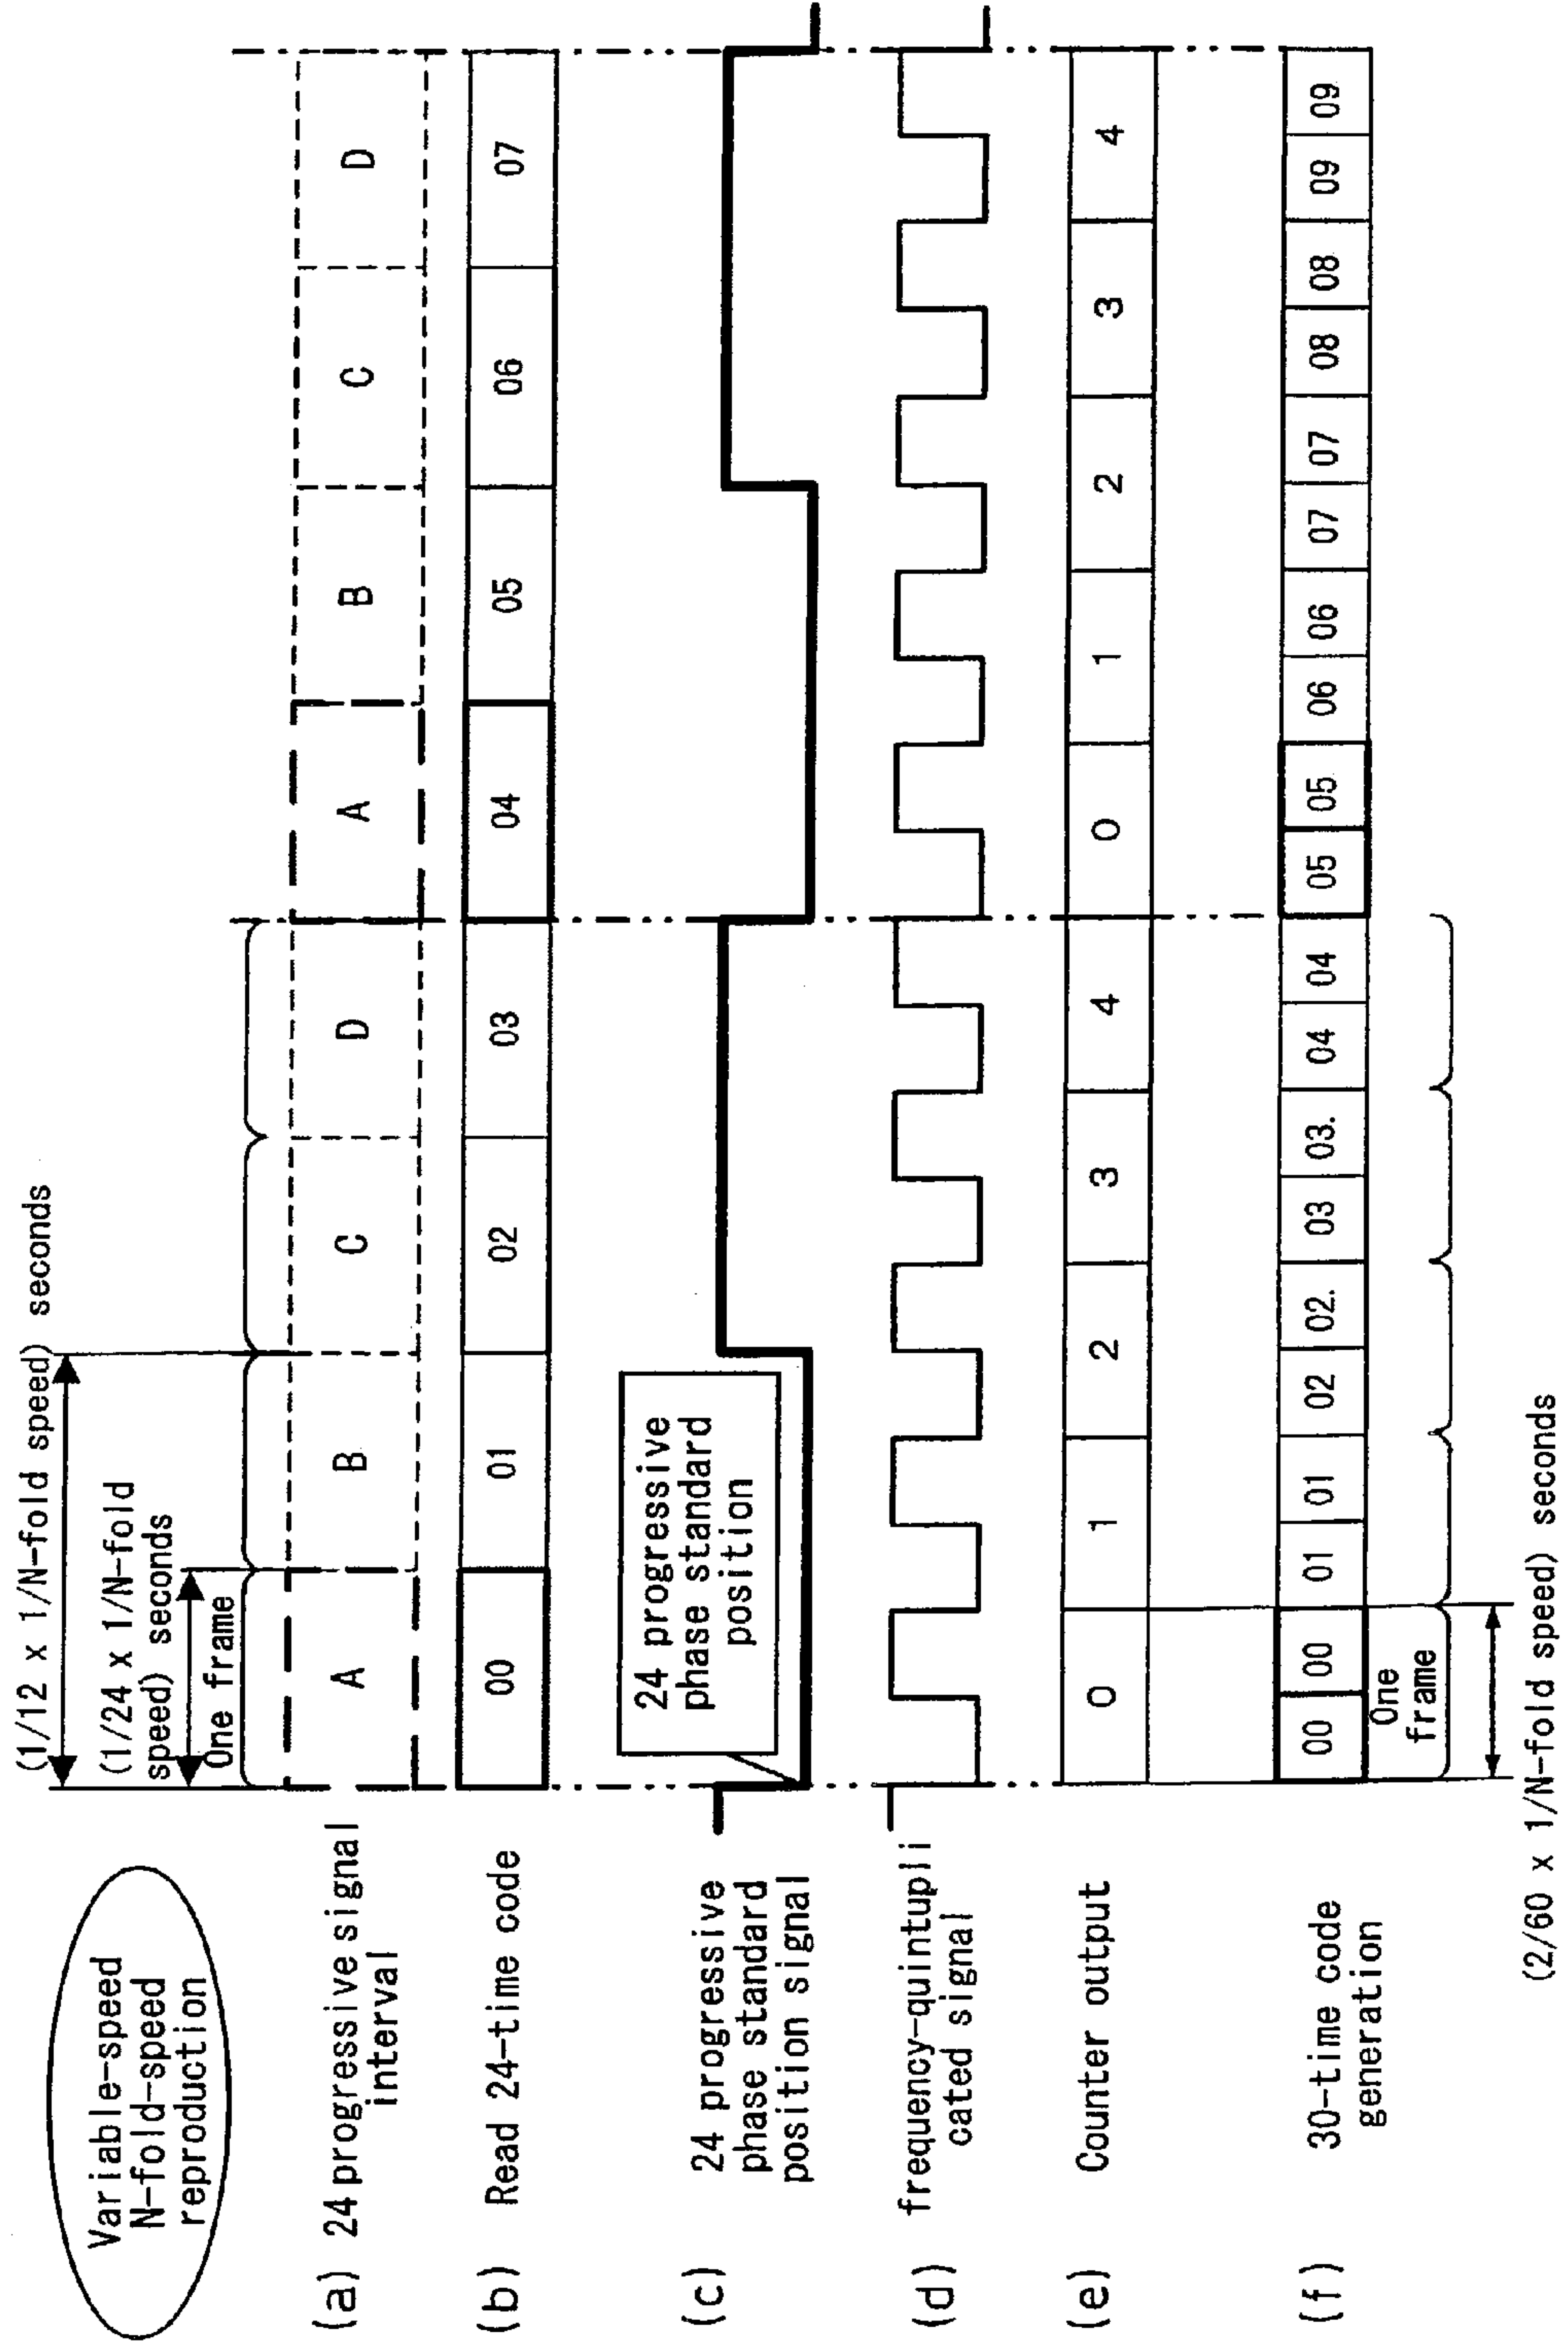 Variable-speed
N-fold-speed
reproduction
(1/12 x 1/N-fold speed) seconds
(1/24 x 1/N-fold
speed) seconds
One frame
(a) 24 progressive signal
interval
A B C D A B C D
(b) Read 24-time code
00 01 02 03 04 05 06 07
(c) 24 progressive
phase standard
position signal
24 progressive
phase standard
position
(d) frequency-quintupli
cated signal
(e) Counter output
0 1 2 3 4 0 1 2 3 4
(f) 30-time code
generation
00 00 01 01 02 02. 03 03. 04 04 05 05 06 06 07 07 08 08 09 09
One
frame
(2/60 x 1/N-fold speed) seconds